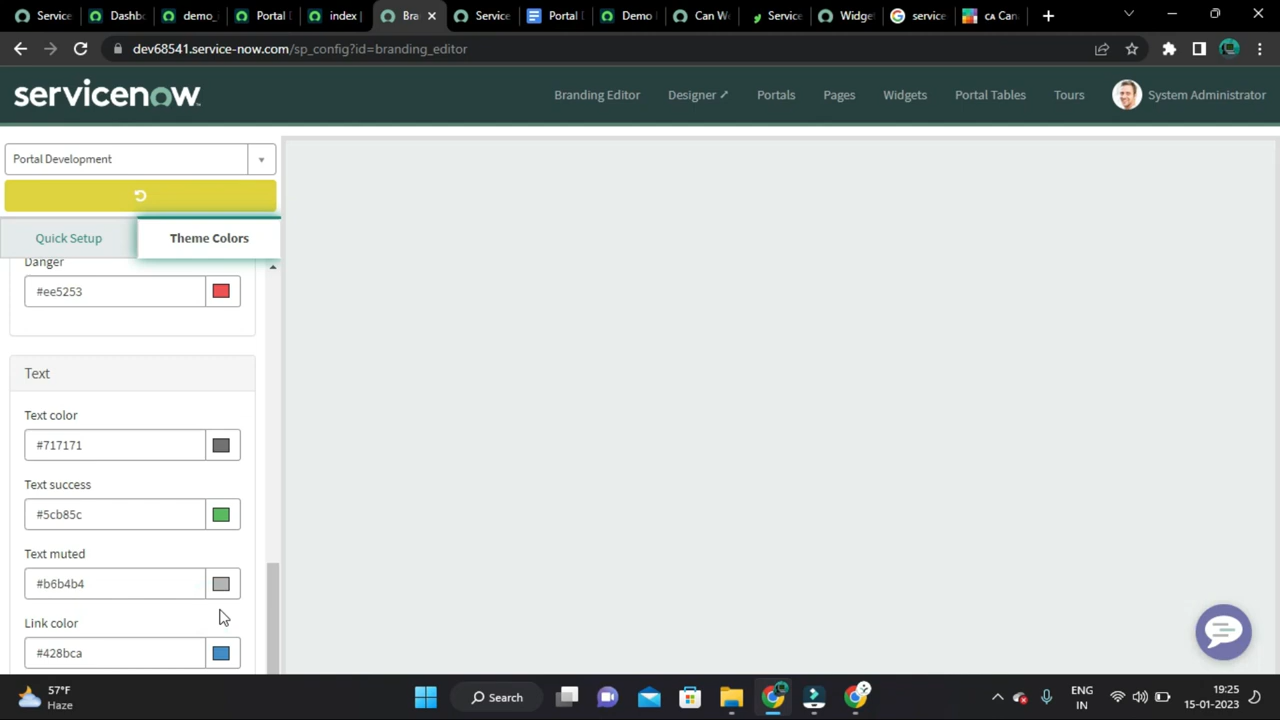 Servic
Dashb
demo_
Portal D
index |
Bra
Service
Portal D
Demo
Can W
Service
Widge
service
CA Can
dev68541.service-now.com/sp_config?id=branding_editor
servicenow
Branding Editor
Designer
Portals
Pages
Widgets
Portal Tables
Tours
System Administrator
Portal Development
Quick Setup
Theme Colors
Danger
#ee5253
Text
Text color
#717171
Text success
#5cb85c
Text muted
#b6b4b4
Link color
#428bca
57°F
Haze
Search
ENG
IN
19:25
15-01-2023